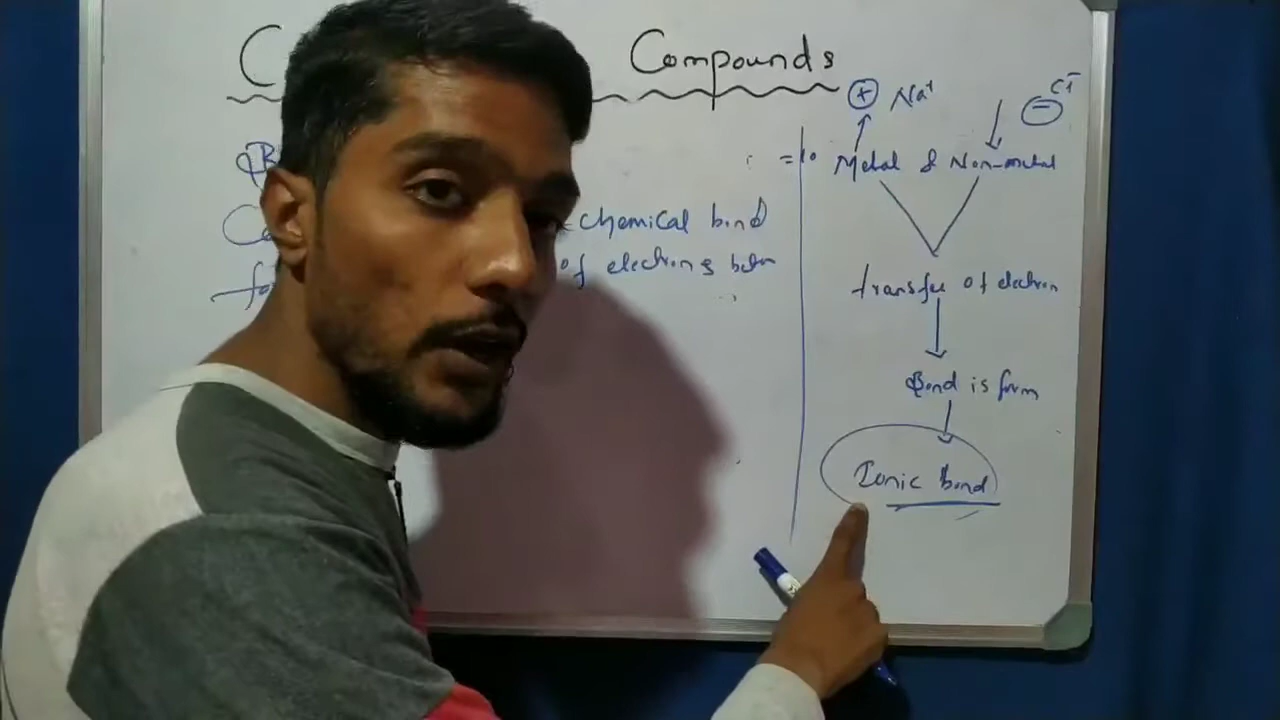 Compounds
+ Na+
− Cl−
Metal & Non-metal
chemical bond
of electrons betn
transfer of electron
Bond is form
Ionic Bond